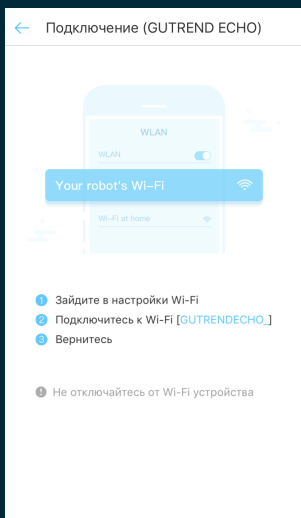 Подключение (GUTREND ECHO)
WLAN
WLAN
Your robot's Wi-Fi
Wi-Fi at home
1 Зайдите в настройки Wi-Fi
2 Подключитесь к Wi-Fi [GUTRENDECHO_]
3 Вернитесь
! Не отключайтесь от Wi-Fi устройства